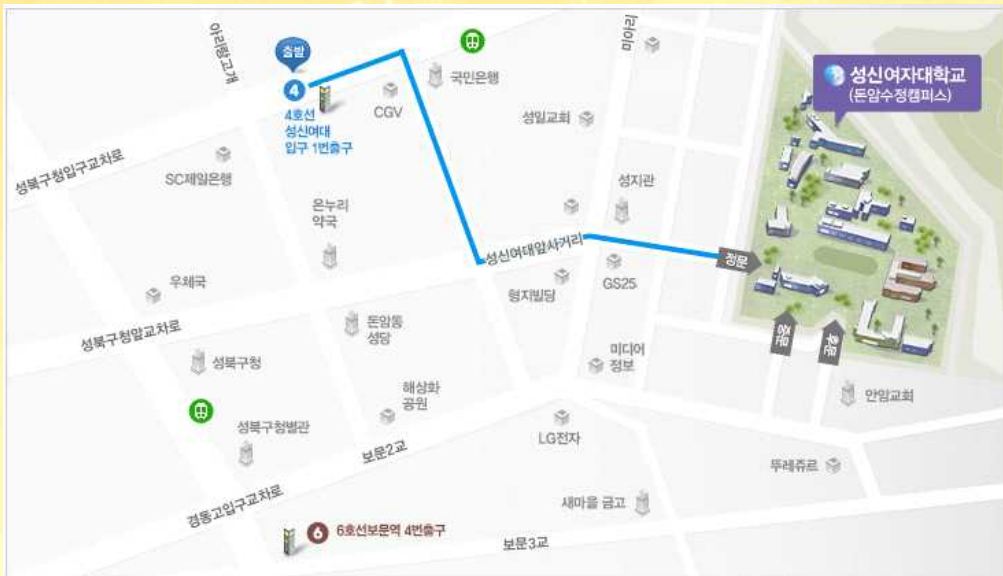 아리랑고개
출발
4
4호선
성신여대
입구 1번출구
CGV
국민은행
미아리
성신여자대학교
(돈암수정캠퍼스)
성일교회
성북구청입구교차로
SC제일은행
온누리
약국
성지관
성신여대앞사거리
정문
우체국
형지빌딩
GS25
성북구청앞교차로
돈암동
성당
중문
후문
성북구청
미디어
정보
해상화
공원
안암교회
성북구청별관
보문2교
LG전자
뚜레쥬르
경동고입구교차로
새마을 금고
6
6호선보문역 4번출구
보문3교